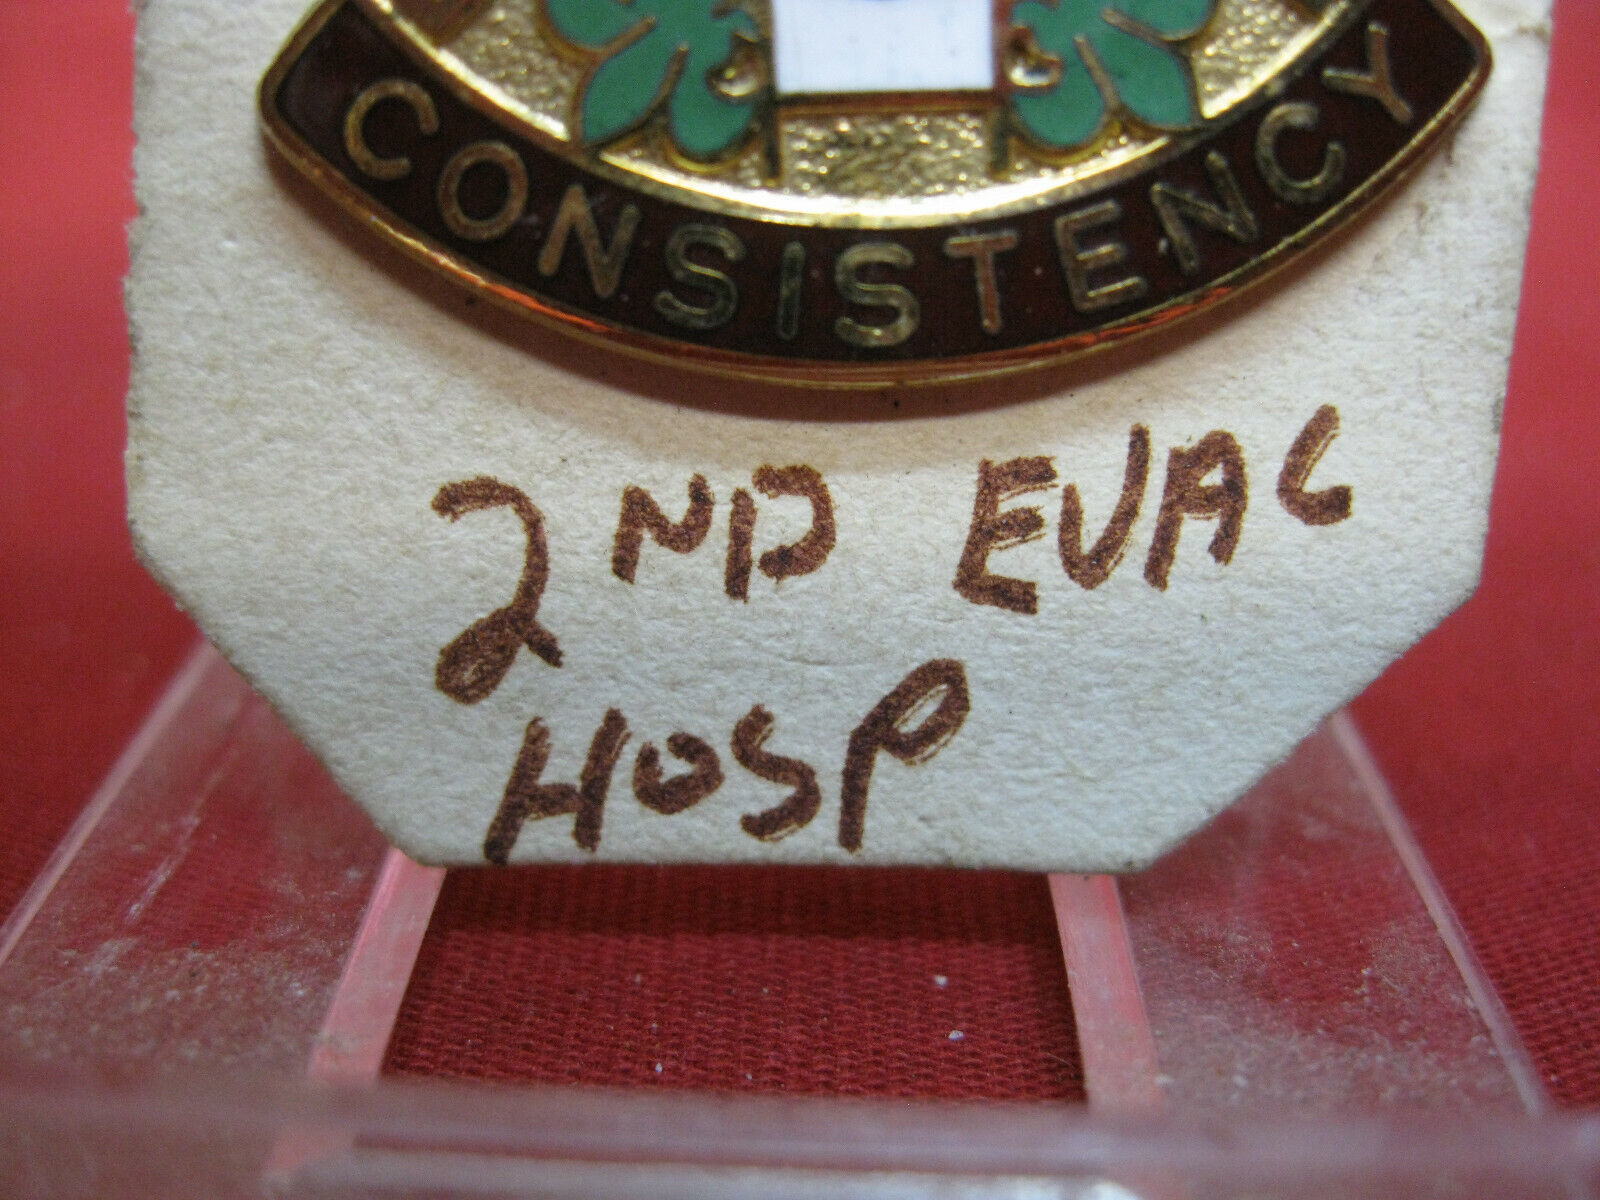 CONSISTENCY
2ND EVAC
HOSP